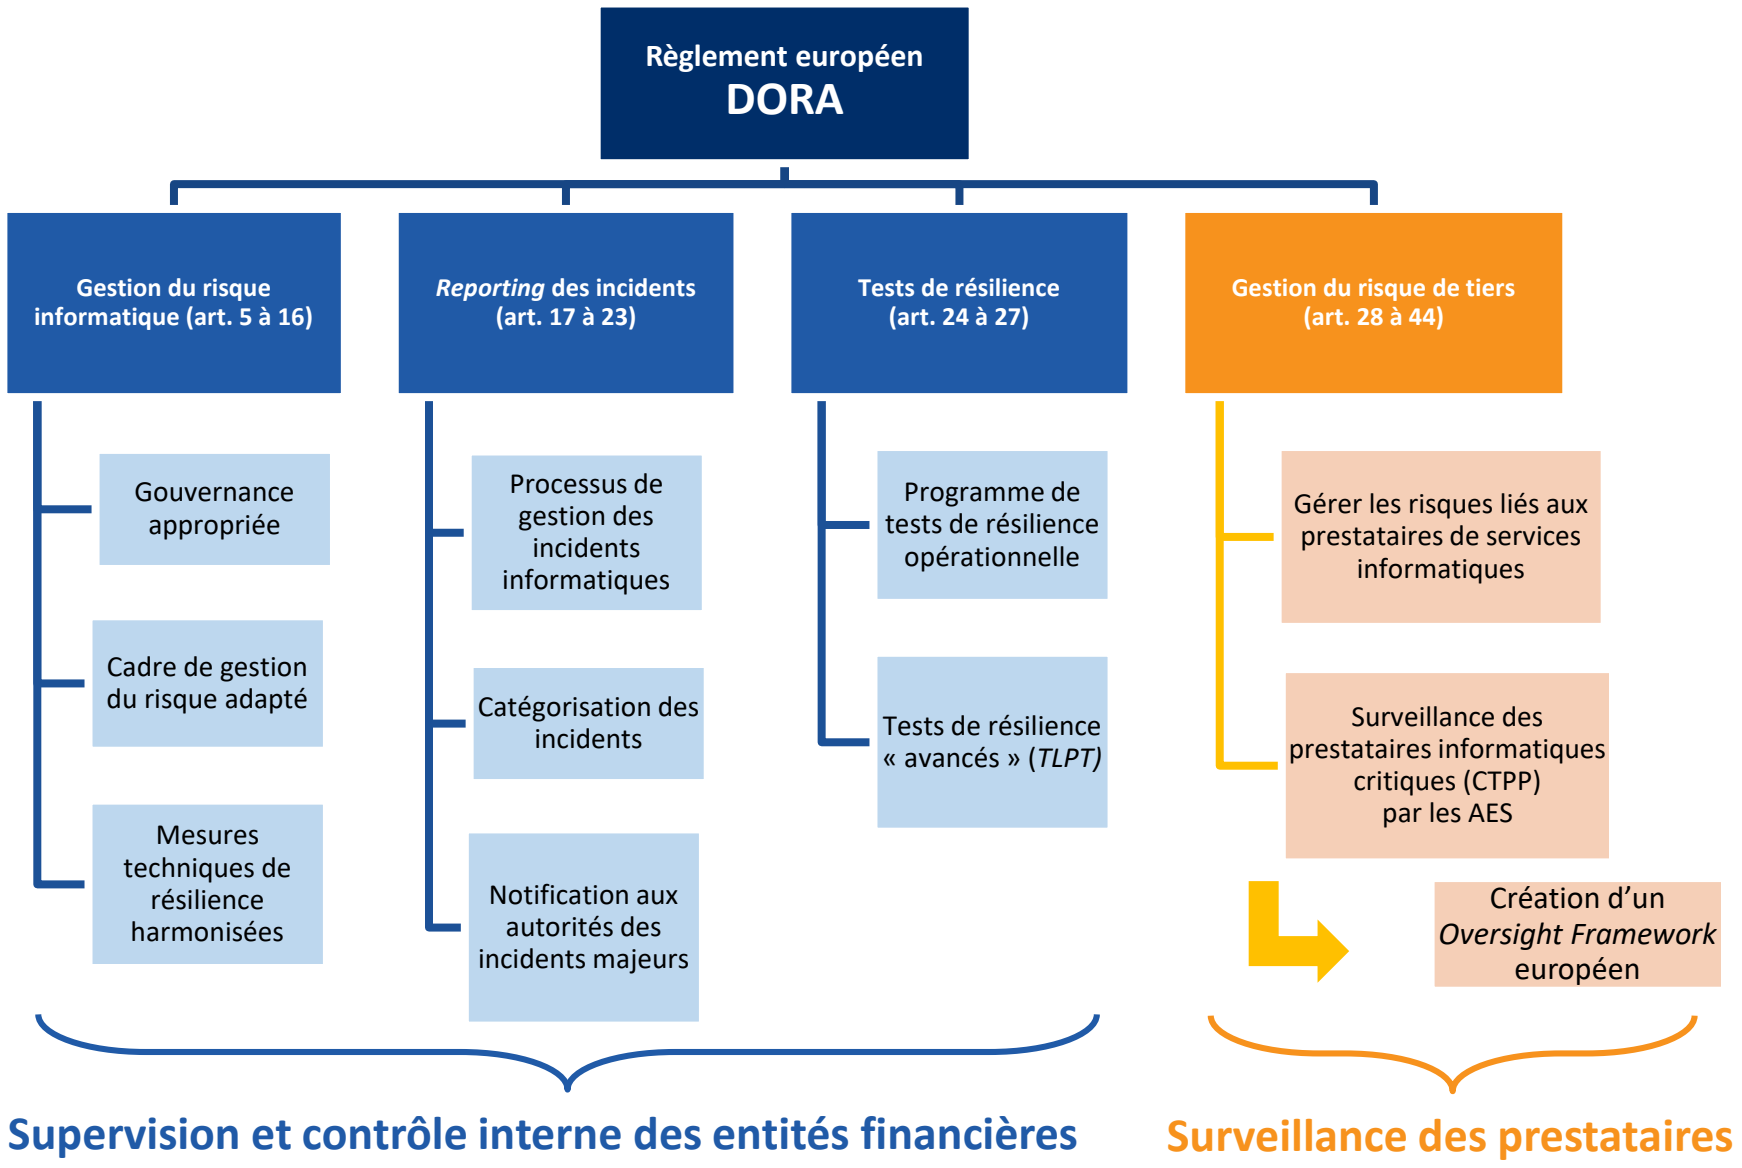 Règlement européen
DORA
Gestion du risque
informatique (art. 5 à 16)
Gouvernance
appropriée
Cadre de gestion
du risque adapté
Mesures
techniques de
résilience
harmonisées
Reporting des incidents
(art. 17 à 23)
Processus de
gestion des
incidents
informatiques
Catégorisation des
incidents
Notification aux
autorités des
incidents majeurs
Tests de résilience
(art. 24 à 27)
Programme de
tests de résilience
opérationnelle
Tests de résilience
« avancés » (TLPT)
Gestion du risque de tiers
(art. 28 à 44)
Gérer les risques liés aux
prestataires de services
informatiques
Surveillance des
prestataires informatiques
critiques (CTPP)
par les AES
Création d’un
Oversight Framework
européen
Supervision et contrôle interne des entités financières
Surveillance des prestataires